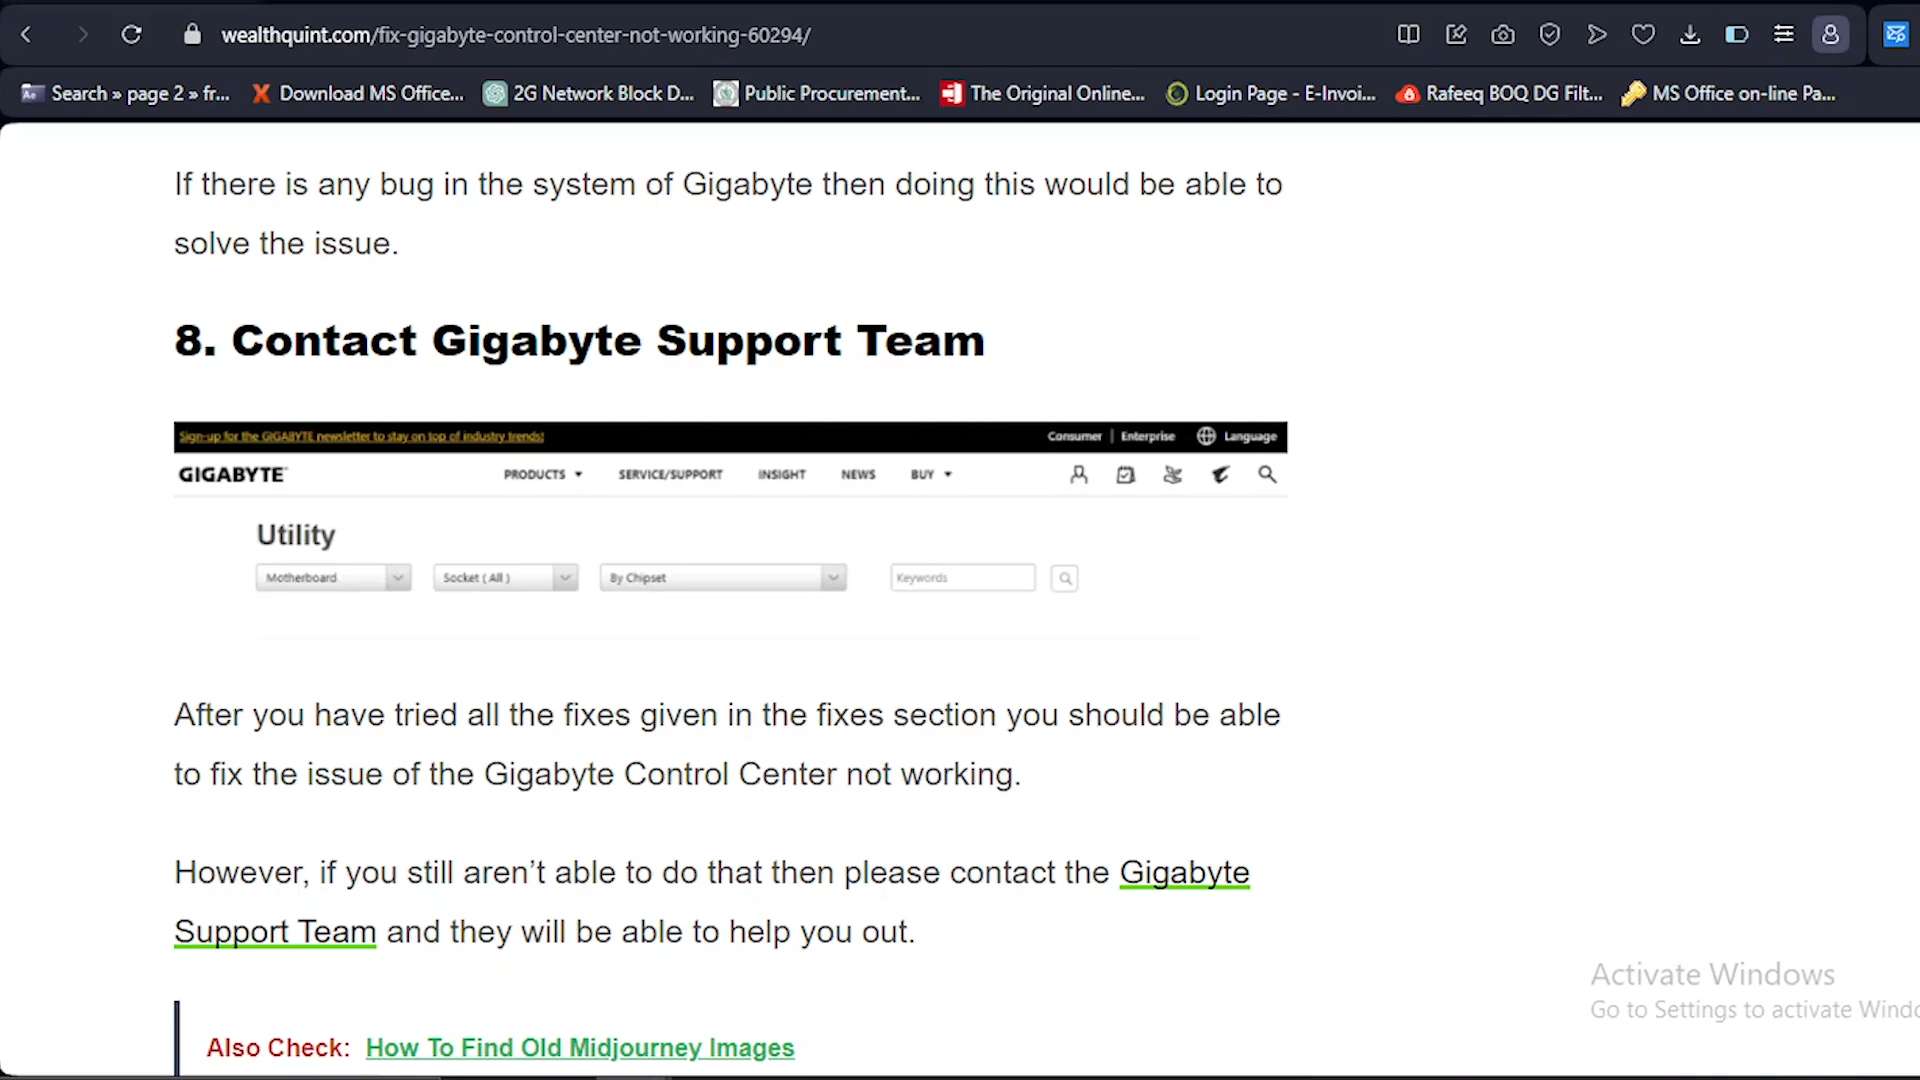 wealthquint.com/fix-gigabyte-control-center-not-working-60294/
Search » page 2 » fr... Download MS Office... 2G Network Block D... Public Procurement... The Original Online... Login Page - E-Invoi... Rafeeq BOQ DG Filt... MS Office on-line Pa...
If there is any bug in the system of Gigabyte then doing this would be able to
solve the issue.
8. Contact Gigabyte Support Team
Sign-up for the GIGABYTE newsletter to stay on top of industry trends! Consumer | Enterprise Language
GIGABYTE PRODUCTS SERVICE/SUPPORT INSIGHT NEWS BUY
Utility
Motherboard Socket ( All ) By Chipset Keywords
After you have tried all the fixes given in the fixes section you should be able
to fix the issue of the Gigabyte Control Center not working.
However, if you still aren’t able to do that then please contact the Gigabyte
Support Team and they will be able to help you out.
Activate Windows
Go to Settings to activate Windo
Also Check: How To Find Old Midjourney Images